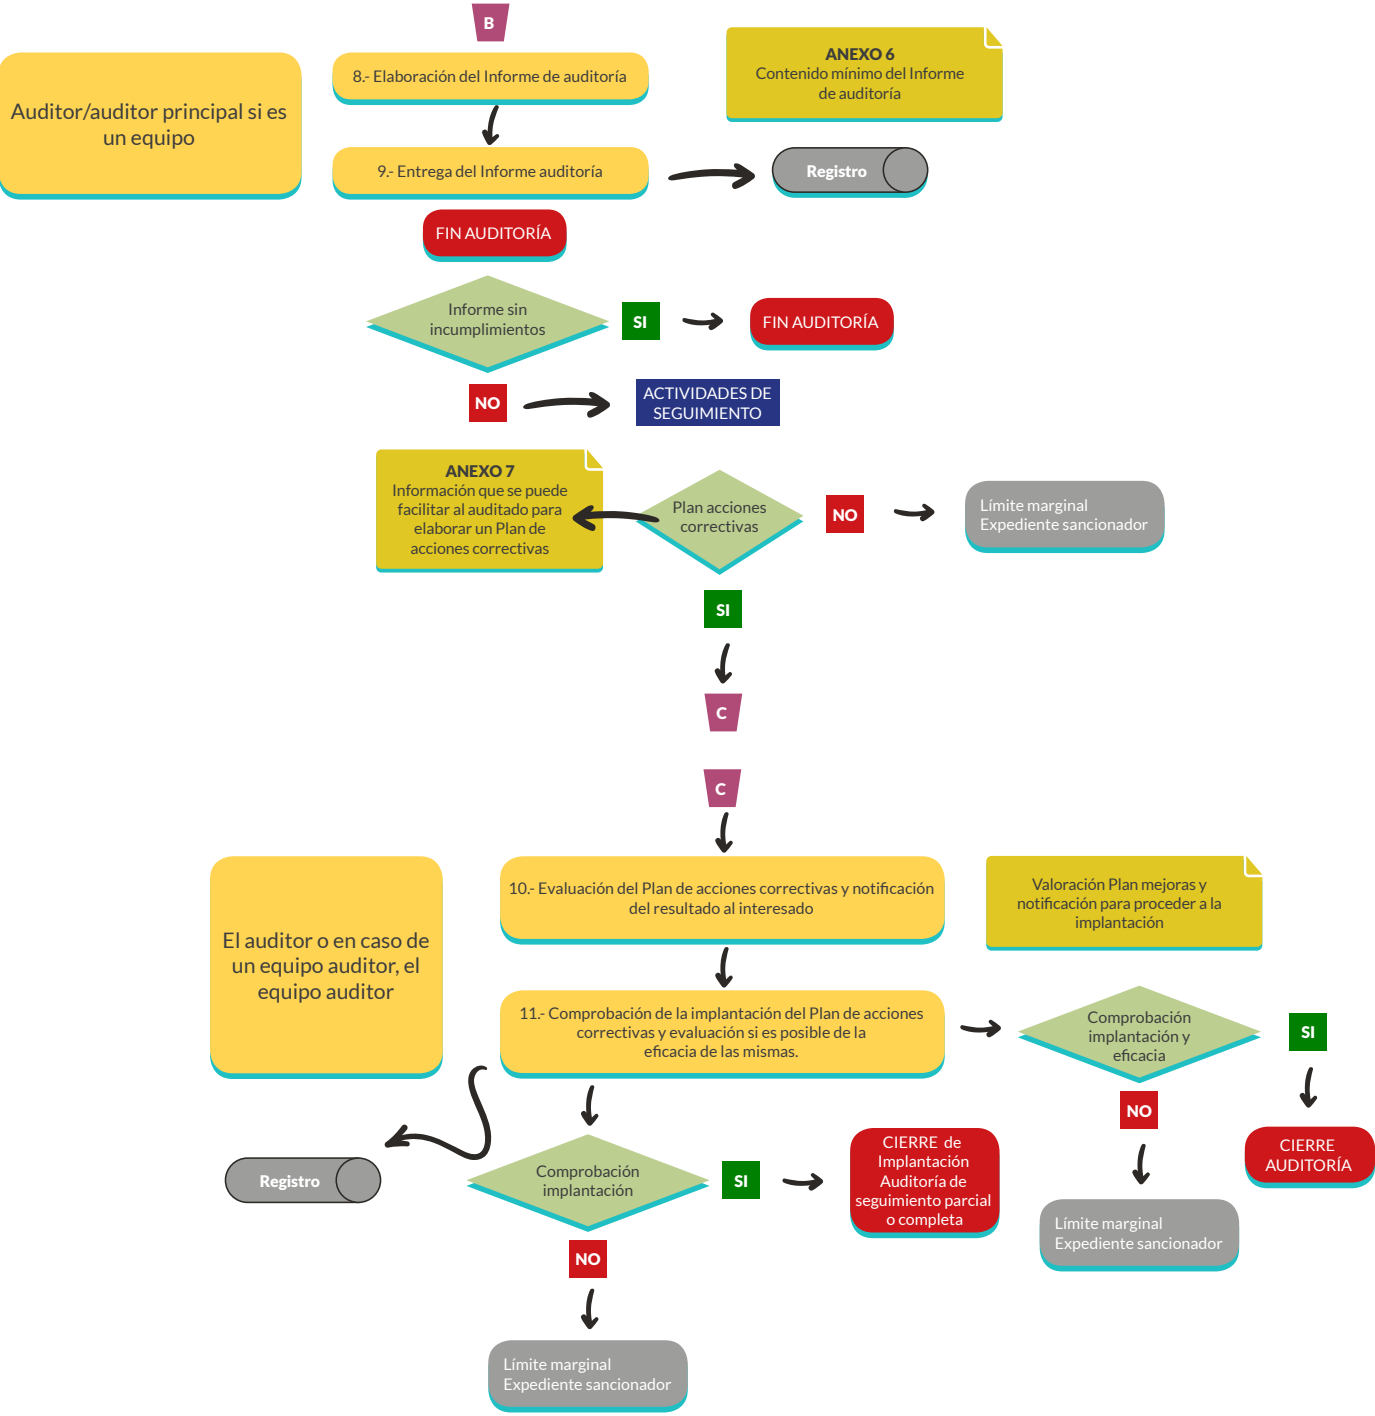 B
8.- Elaboración del Informe de auditoría
ANEXO 6
Contenido mínimo del Informe
de auditoría
Auditor/auditor principal si es
un equipo
9.- Entrega del Informe auditoría
Registro
FIN AUDITORÍA
Informe sin
incumplimientos
SI
FIN AUDITORÍA
NO
ACTIVIDADES DE
SEGUIMIENTO
ANEXO 7
Información que se puede
facilitar al auditado para
elaborar un Plan de
acciones correctivas
Plan acciones
correctivas
NO
Límite marginal
Expediente sancionador
SI
C
C
10.- Evaluación del Plan de acciones correctivas y notificación
del resultado al interesado
Valoración Plan mejoras y
notificación para proceder a la
implantación
El auditor o en caso de
un equipo auditor, el
equipo auditor
11.- Comprobación de la implantación del Plan de acciones
correctivas y evaluación si es posible de la
eficacia de las mismas.
Comprobación
implantación y
eficacia
SI
NO
CIERRE
AUDITORÍA
Límite marginal
Expediente sancionador
Registro
Comprobación
implantación
SI
CIERRE de
Implantación
Auditoría de
seguimiento parcial
o completa
NO
Límite marginal
Expediente sancionador